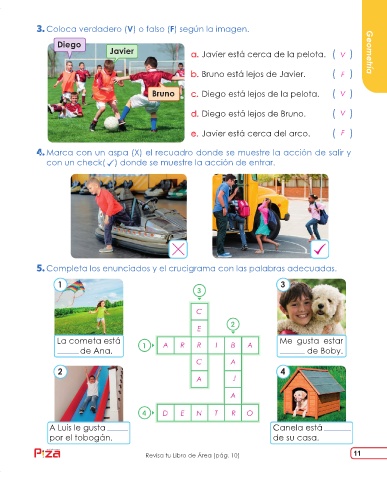 3. Coloca verdadero (V) o falso (F) según la imagen.
Geometría
Diego
Javier
Bruno
a. Javier está cerca de la pelota. ( V )
b. Bruno está lejos de Javier. ( F )
c. Diego está lejos de la pelota. ( V )
d. Diego está lejos de Bruno. ( V )
e. Javier está cerca del arco. ( F )
4. Marca con un aspa (X) el recuadro donde se muestre la acción de salir y
con un check(✓) donde se muestre la acción de entrar.
5. Completa los enunciados y el crucigrama con las palabras adecuadas.
1
La cometa está
_____ de Ana.
2
A Luis le gusta _____
por el tobogán.
3
C
E 2
1 A R R I B A
C A
A J
A
4 D E N T R O
3
Me gusta estar
_____ de Boby.
4
Canela está _____
de su casa.
Pizza
Revisa tu Libro de Área (pág. 10)
11